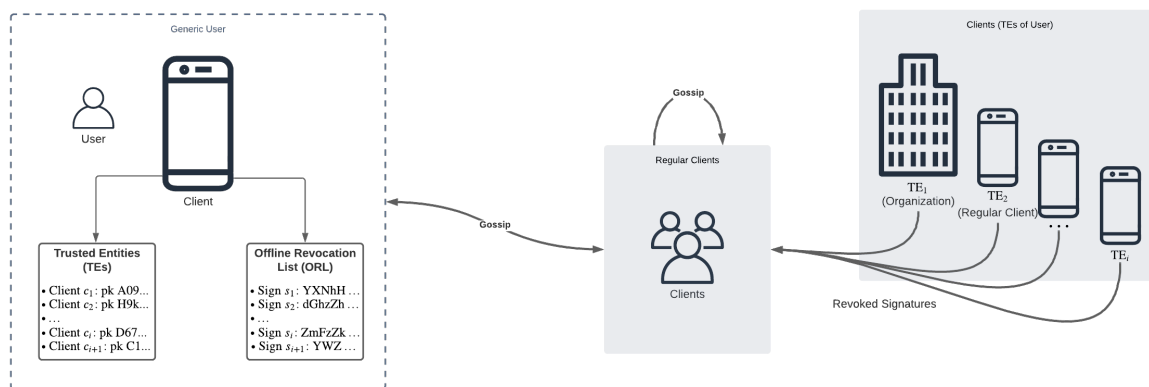 Generic User
User
Client
Trusted Entities
(TEs)
• Client c₁: pk A09...
• Client c₂: pk H9k...
• ...
• Client cᵢ: pk D67...
• Client cᵢ₊₁: pk C1...
Offline Revocation
List (ORL)
• Sign s₁: YXNhH ...
• Sign s₂: dGhzZh ...
• ...
• Sign sᵢ: ZmFzZk ...
• Sign sᵢ₊₁: YWZ ...
Gossip
Gossip
Regular Clients
Clients
Clients (TEs of User)
TE₁
(Organization)
TE₂
(Regular Client)
...
TEᵢ
Revoked Signatures